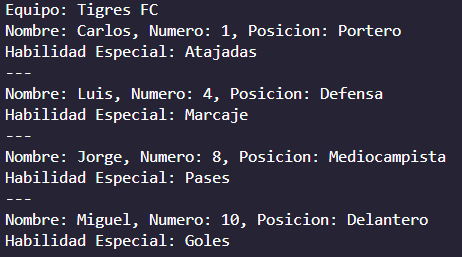 Equipo: Tigres FC
Nombre: Carlos, Numero: 1, Posicion: Portero
Habilidad Especial: Atajadas
---
Nombre: Luis, Numero: 4, Posicion: Defensa
Habilidad Especial: Marcaje
---
Nombre: Jorge, Numero: 8, Posicion: Mediocampista
Habilidad Especial: Pases
---
Nombre: Miguel, Numero: 10, Posicion: Delantero
Habilidad Especial: Goles